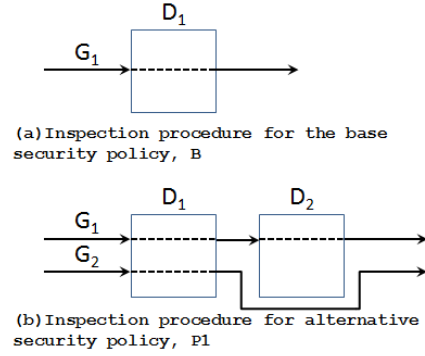 D1
G1
(a)Inspection procedure for the base
security policy, B
D1 D2
G1
G2
(b)Inspection procedure for alternative
security policy, P1